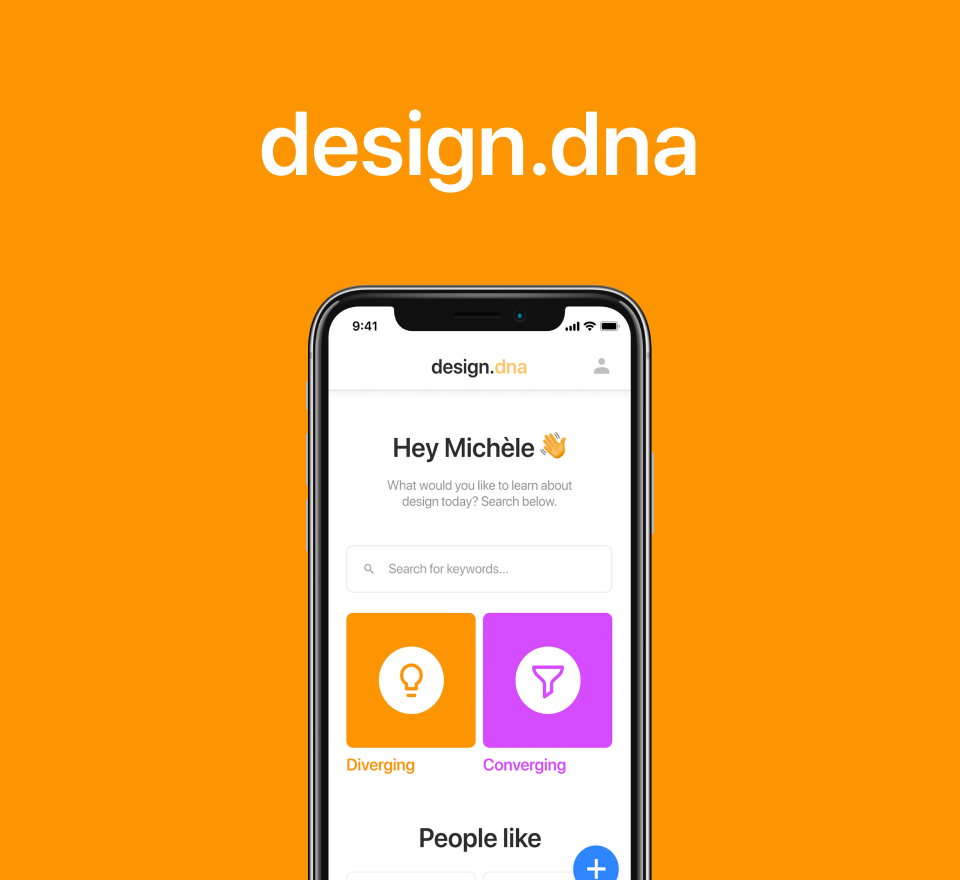 design.dna
9:41
design.dna
Hey Michèle 👋
What would you like to learn about
design today? Search below.
Search for keywords...
Diverging
Converging
People like